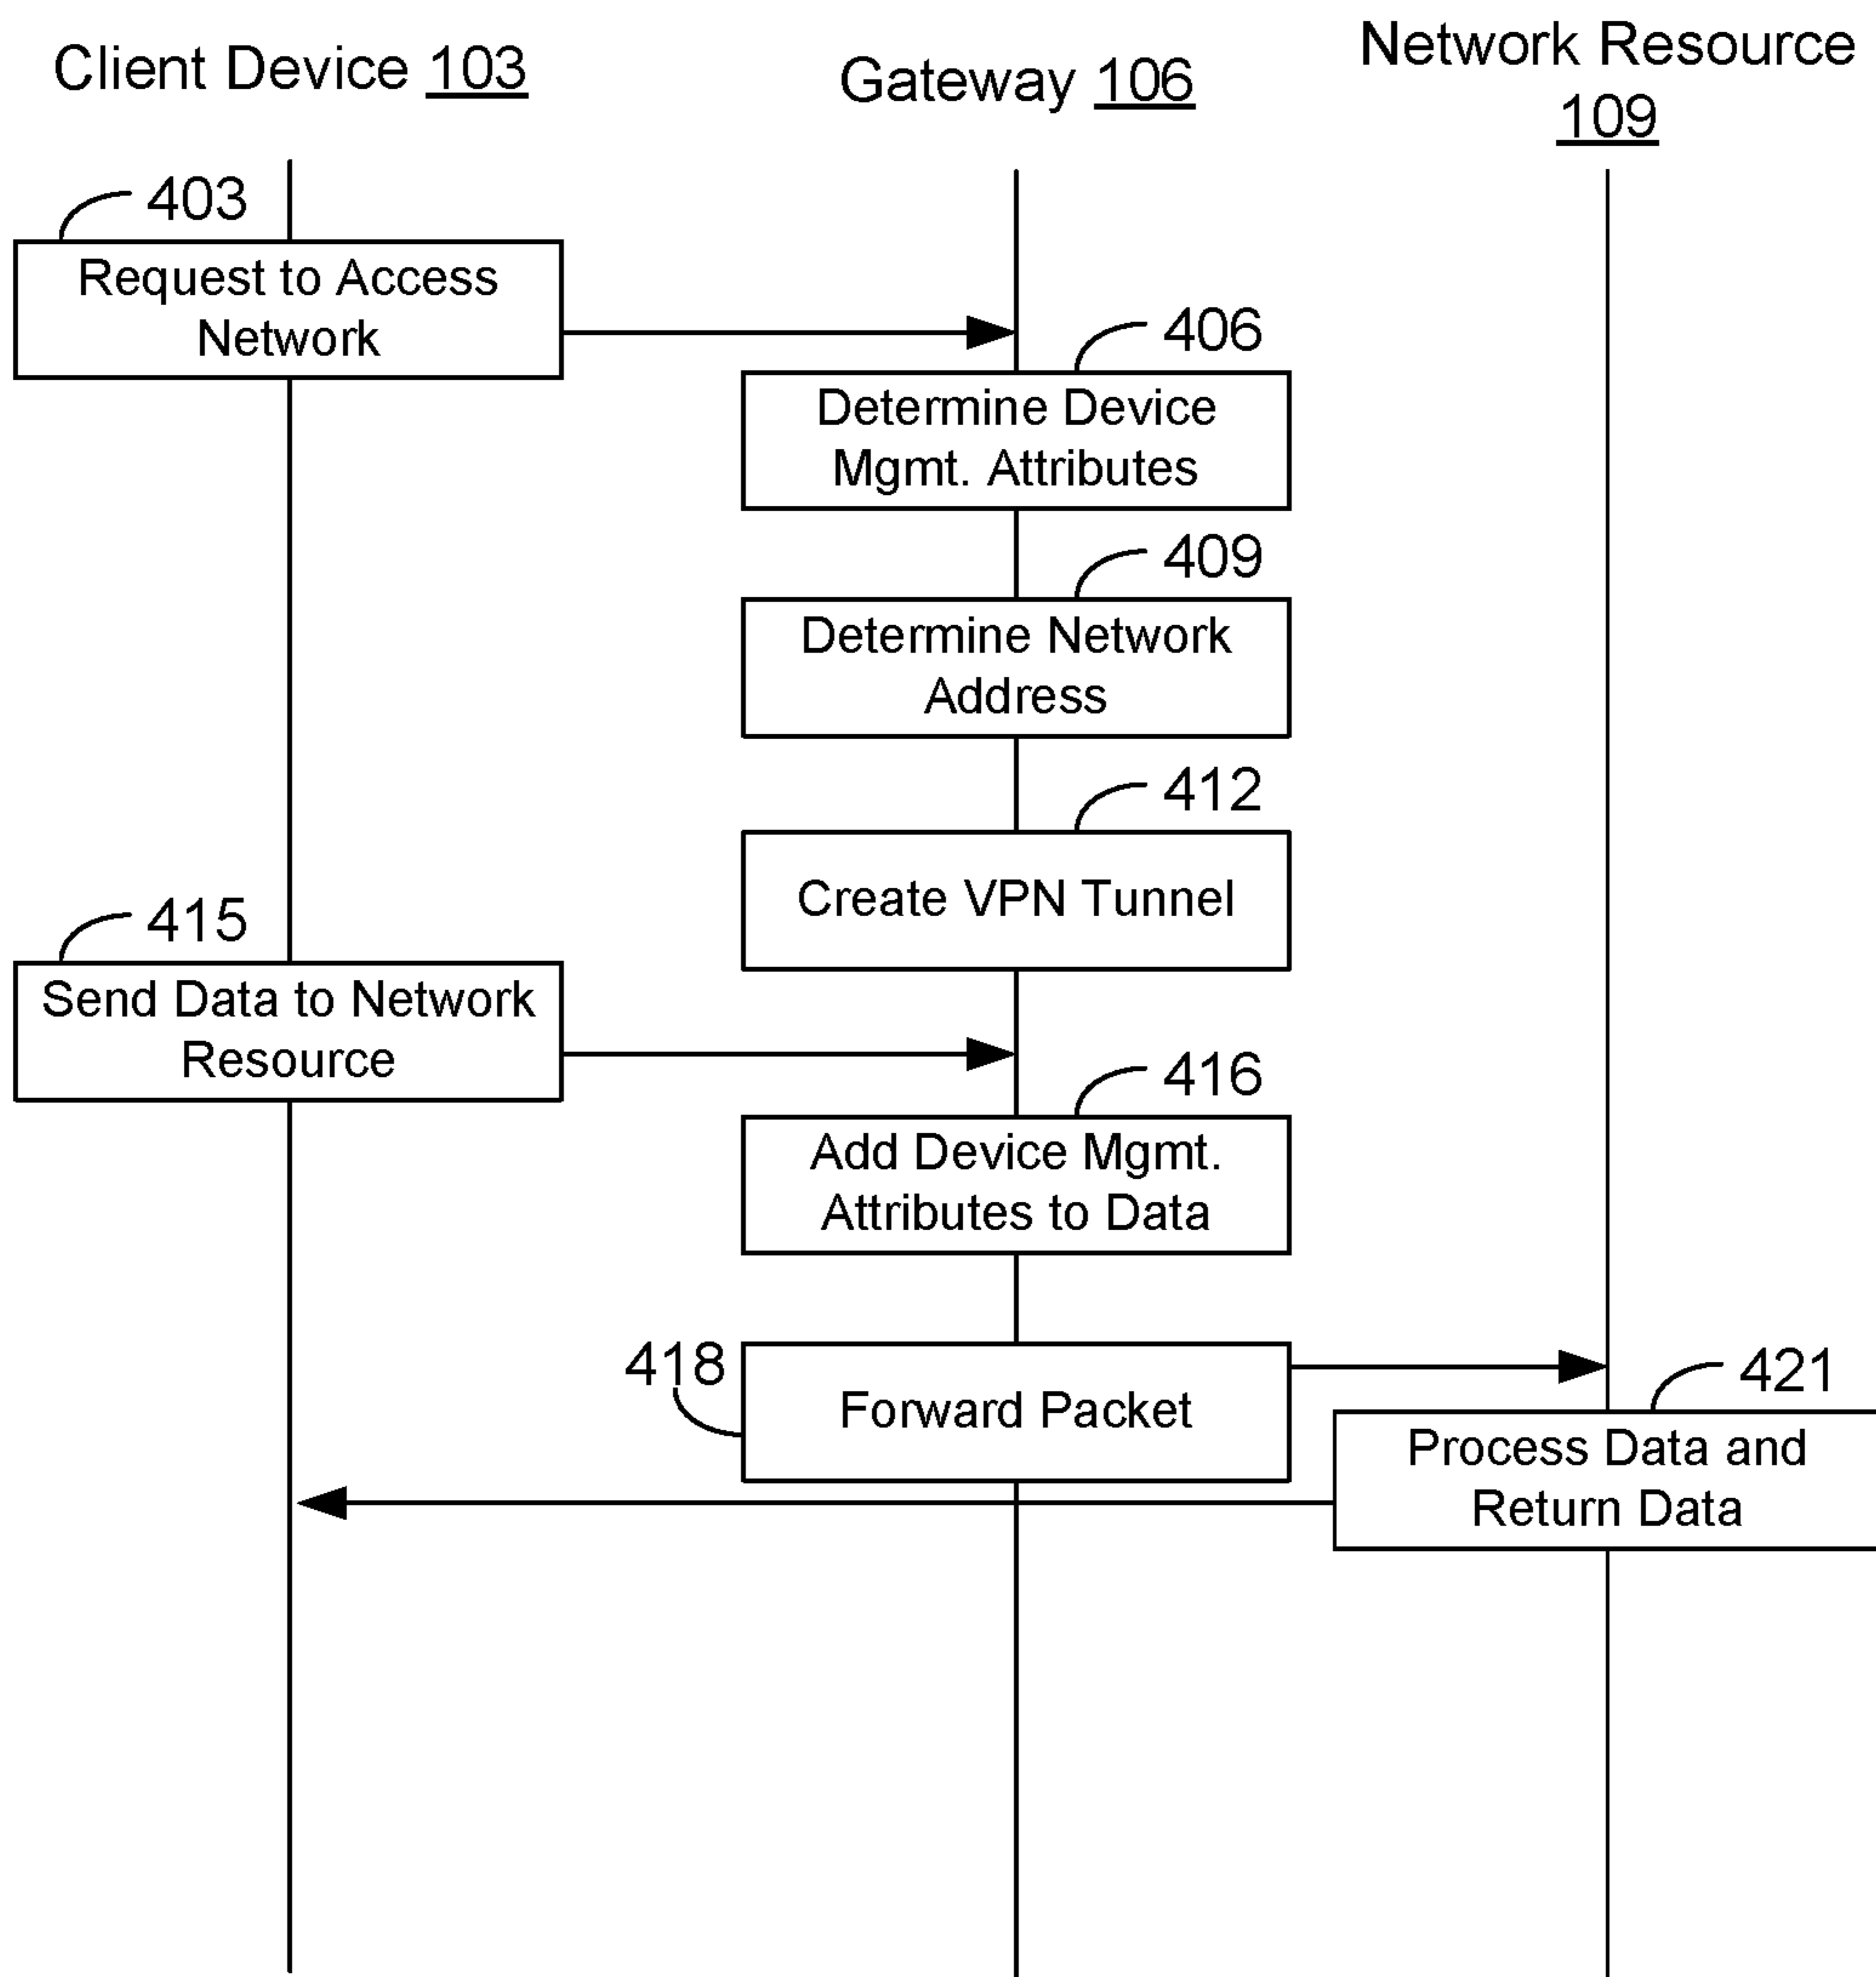 Client Device 103
Gateway 106
Network Resource
109
403
Request to Access
Network
406
Determine Device
Mgmt. Attributes
409
Determine Network
Address
412
Create VPN Tunnel
415
Send Data to Network
Resource
416
Add Device Mgmt.
Attributes to Data
418
Forward Packet
421
Process Data and
Return Data